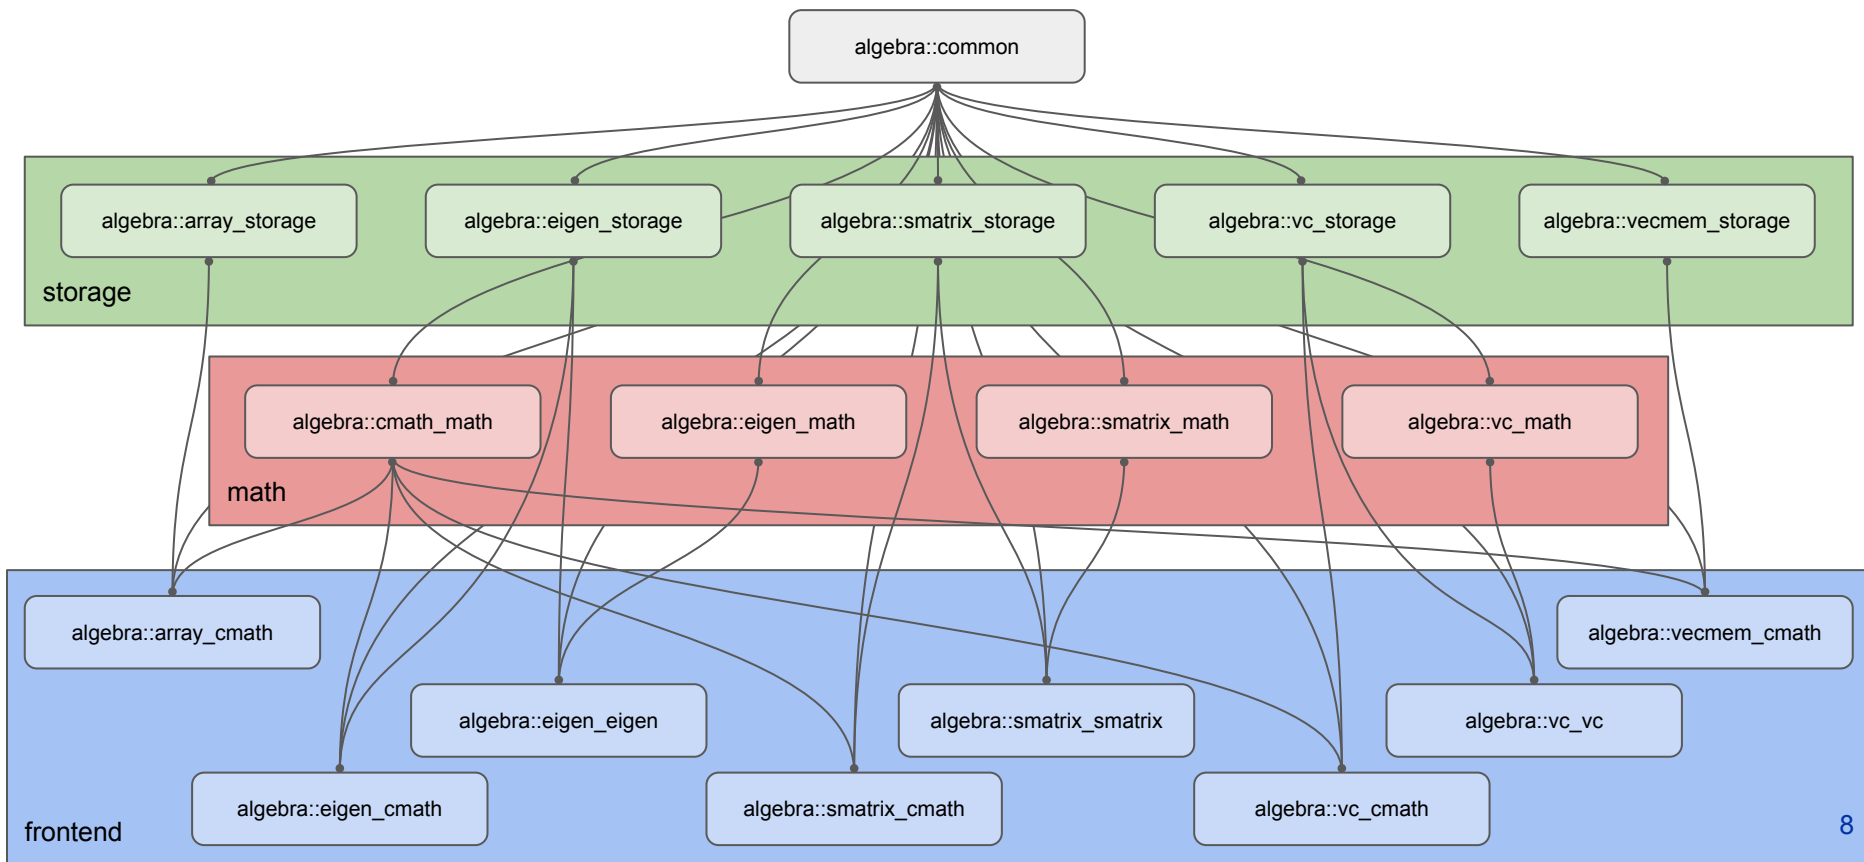 algebra::common
algebra::array_storage
algebra::eigen_storage
algebra::smatrix_storage
algebra::vc_storage
algebra::vecmem_storage
storage
algebra::cmath_math
algebra::eigen_math
algebra::smatrix_math
algebra::vc_math
math
algebra::array_cmath
algebra::vecmem_cmath
algebra::eigen_eigen
algebra::smatrix_smatrix
algebra::vc_vc
algebra::eigen_cmath
algebra::smatrix_cmath
algebra::vc_cmath
frontend
8